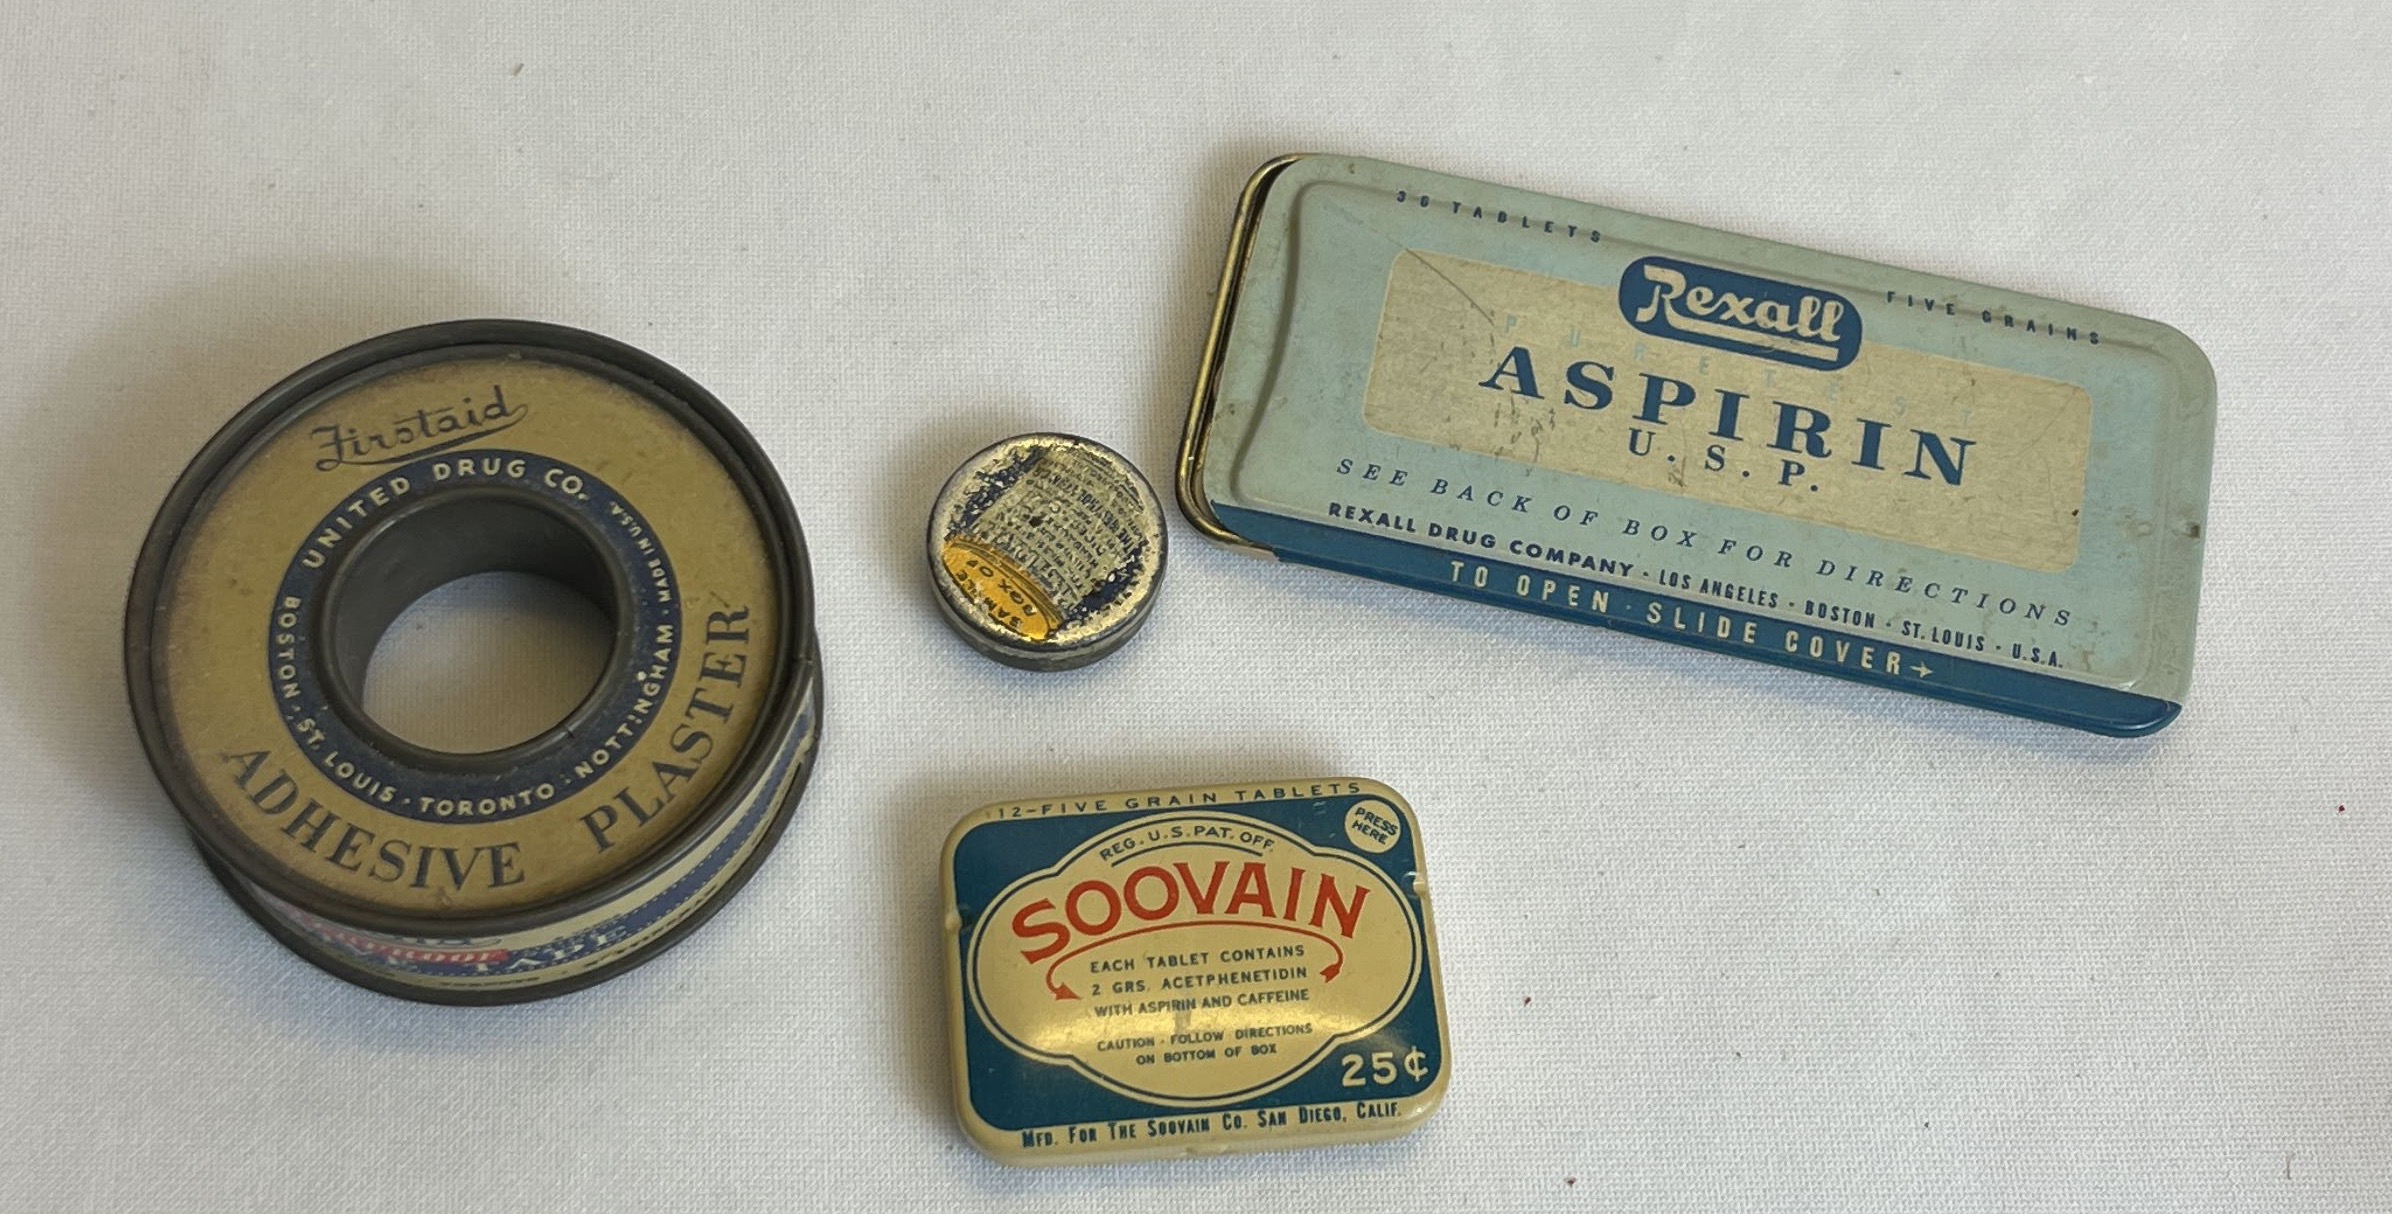 Firstaid
UNITED DRUG CO.
BOSTON · ST. LOUIS · TORONTO · NOTTINGHAM · MADE IN U.S.A.
ADHESIVE PLASTER
TAPE
SAMPLE
BOX OF
36 TABLETS
FIVE GRAINS
Rexall
PURETEST
ASPIRIN
U.S.P.
SEE BACK OF BOX FOR DIRECTIONS
REXALL DRUG COMPANY · LOS ANGELES · BOSTON · ST. LOUIS · U.S.A.
TO OPEN · SLIDE COVER→
12-FIVE GRAIN TABLETS
PRESS
HERE
REG. U.S. PAT. OFF.
SOOVAIN
EACH TABLET CONTAINS
2 GRS. ACETPHENETIDIN
WITH ASPIRIN AND CAFFEINE
CAUTION - FOLLOW DIRECTIONS
ON BOTTOM OF BOX
25¢
MFD. FOR THE SOOVAIN CO. SAN DIEGO, CALIF.